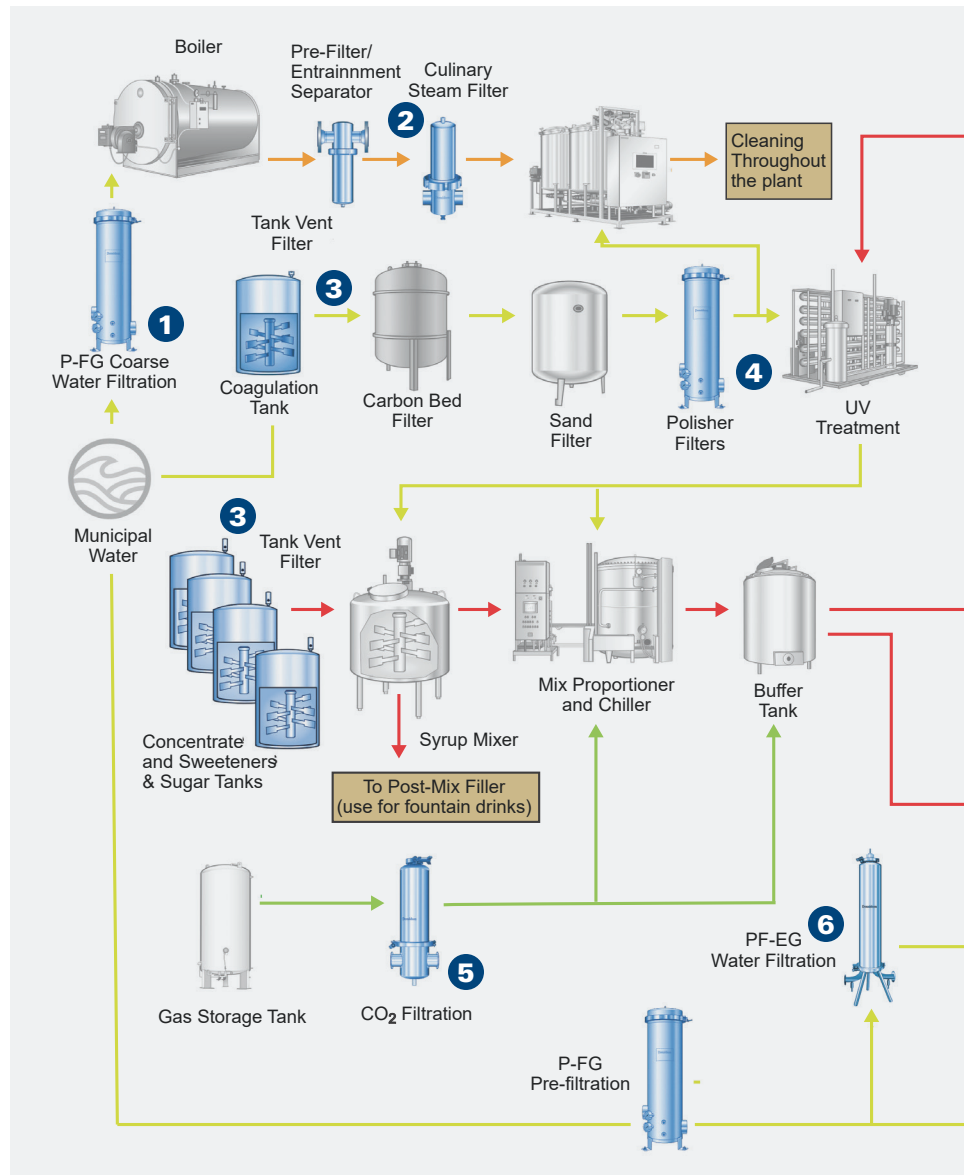 Boiler
Pre-Filter/
Entrainnment
Separator
Culinary
Steam Filter
2
Cleaning
Throughout
the plant
Tank Vent
Filter
3
1
P-FG Coarse
Water Filtration
Coagulation
Tank
Carbon Bed
Filter
Sand
Filter
Polisher
Filters
4
UV
Treatment
Municipal
Water
3
Tank Vent
Filter
Concentrate
and Sweeteners
& Sugar Tanks
Syrup Mixer
Mix Proportioner
and Chiller
Buffer
Tank
To Post-Mix Filler
(use for fountain drinks)
Gas Storage Tank
5
CO₂ Filtration
6
PF-EG
Water Filtration
P-FG
Pre-filtration